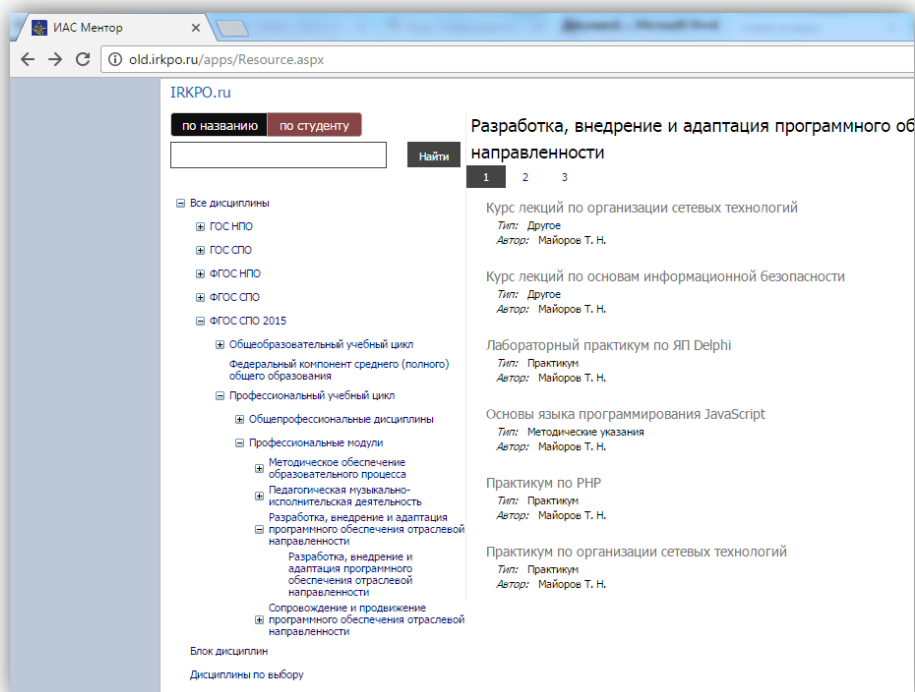 ИАС Ментор
old.irkpo.ru/apps/Resource.aspx
IRKPO.ru
по названию по студенту
Найти
Все дисциплины
ГОС НПО
ГОС СПО
ФГОС НПО
ФГОС СПО
ФГОС СПО 2015
Общеобразовательный учебный цикл
Федеральный компонент среднего (полного)
общего образования
Профессиональный учебный цикл
Общепрофессиональные дисциплины
Профессиональные модули
Методическое обеспечение
образовательного процесса
Педагогическая музыкально-
исполнительская деятельность
Разработка, внедрение и адаптация
программного обеспечения отраслевой
направленности
Разработка, внедрение и
адаптация программного
обеспечения отраслевой
направленности
Сопровождение и продвижение
программного обеспечения отраслевой
направленности
Блок дисциплин
Дисциплины по выбору
Разработка, внедрение и адаптация программного об
направленности
1 2 3
Курс лекций по организации сетевых технологий
Тип: Другое
Автор: Майоров Т. Н.
Курс лекций по основам информационной безопасности
Тип: Другое
Автор: Майоров Т. Н.
Лабораторный практикум по ЯП Delphi
Тип: Практикум
Автор: Майоров Т. Н.
Основы языка программирования JavaScript
Тип: Методические указания
Автор: Майоров Т. Н.
Практикум по PHP
Тип: Практикум
Автор: Майоров Т. Н.
Практикум по организации сетевых технологий
Тип: Практикум
Автор: Майоров Т. Н.